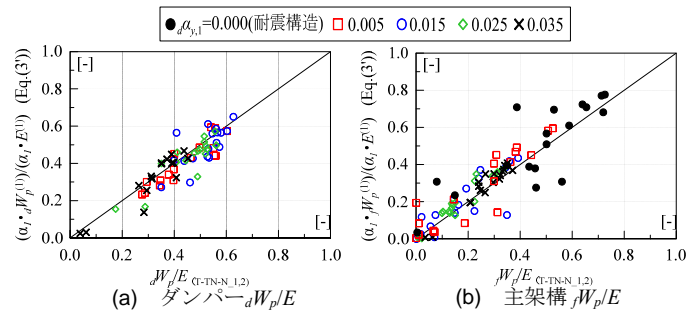 ● dαy,1=0.000(耐震構造) □ 0.005 ○ 0.015 ◇ 0.025 × 0.035
(α1・dWp(1))/(α1・E(1)) (Eq.(3'))
1.0
0.8
0.6
0.4
0.2
0.0
[-]
[-]
0.0 0.2 0.4 0.6 0.8 1.0
dWp/E (T-TN-N_1,2)
(a) ダンパーdWp/E
(α1・fWp(1))/(α1・E(1)) (Eq.(3'))
1.0
0.8
0.6
0.4
0.2
0.0
[-]
[-]
0.0 0.2 0.4 0.6 0.8 1.0
fWp/E (T-TN-N_1,2)
(b) 主架構 fWp/E